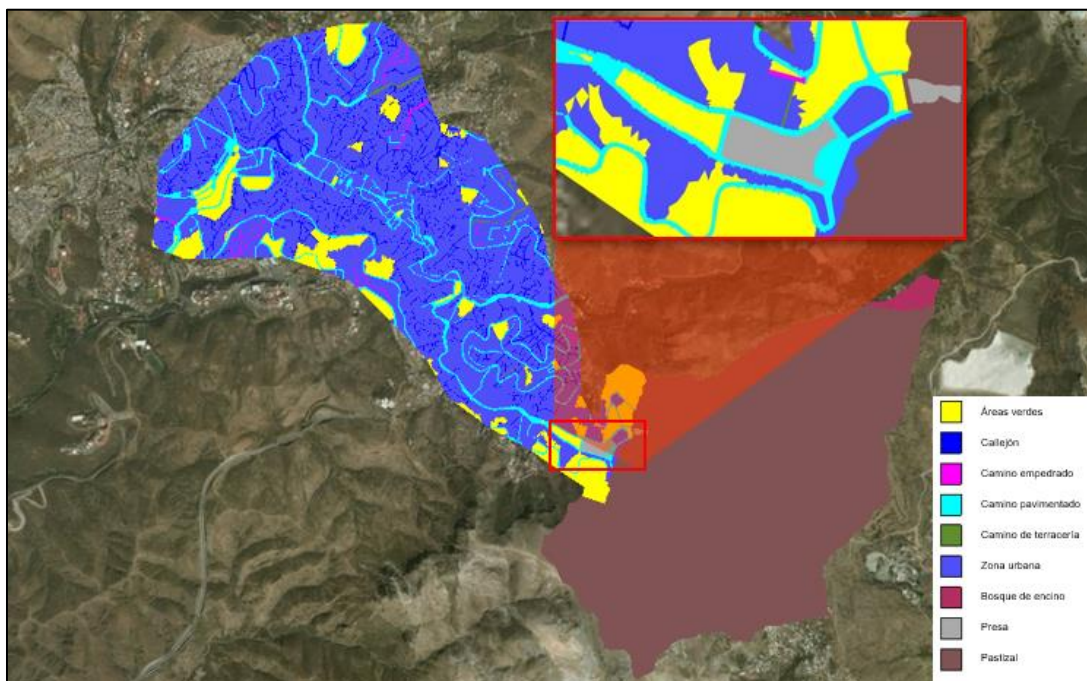 Áreas verdes
Callejón
Camino empedrado
Camino pavimentado
Camino de terracería
Zona urbana
Bosque de encino
Presa
Pastizal